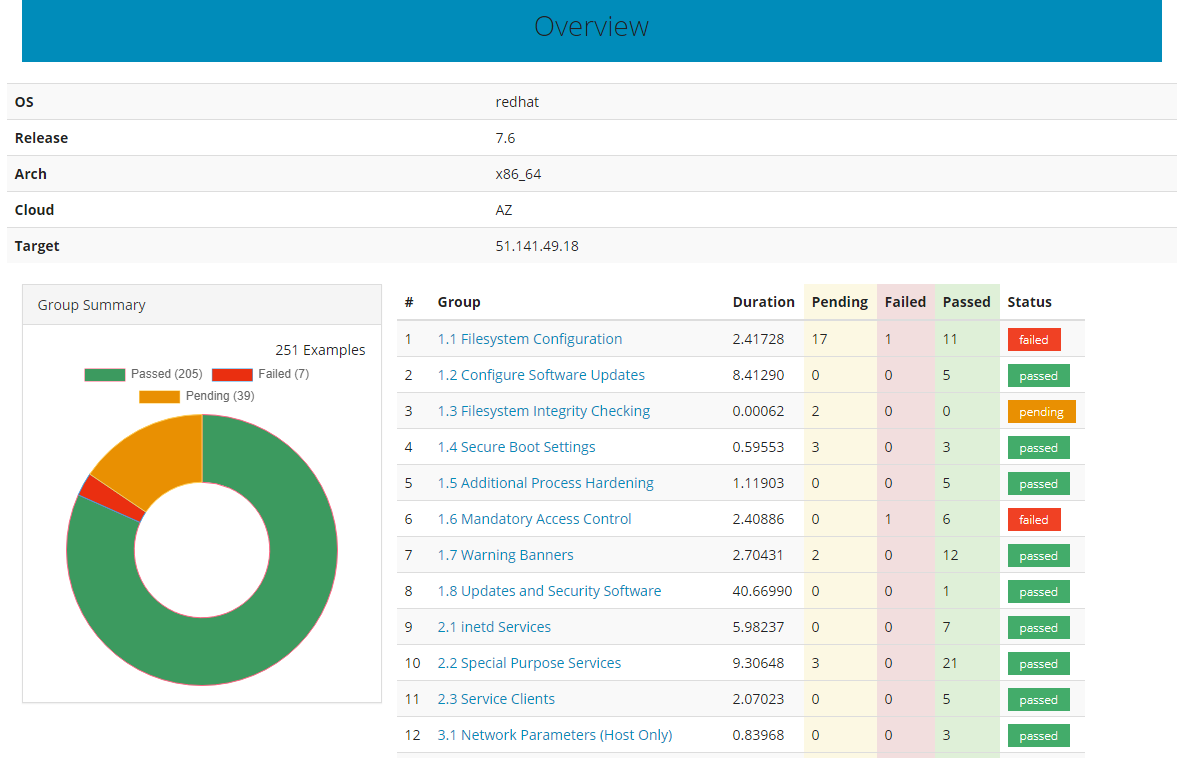 Overview
OS redhat
Release 7.6
Arch x86_64
Cloud AZ
Target 51.141.49.18
Group Summary
251 Examples
Passed (205) Failed (7)
Pending (39)
# Group Duration Pending Failed Passed Status
1 1.1 Filesystem Configuration 2.41728 17 1 11 failed
2 1.2 Configure Software Updates 8.41290 0 0 5 passed
3 1.3 Filesystem Integrity Checking 0.00062 2 0 0 pending
4 1.4 Secure Boot Settings 0.59553 3 0 3 passed
5 1.5 Additional Process Hardening 1.11903 0 0 5 passed
6 1.6 Mandatory Access Control 2.40886 0 1 6 failed
7 1.7 Warning Banners 2.70431 2 0 12 passed
8 1.8 Updates and Security Software 40.66990 0 0 1 passed
9 2.1 inetd Services 5.98237 0 0 7 passed
10 2.2 Special Purpose Services 9.30648 3 0 21 passed
11 2.3 Service Clients 2.07023 0 0 5 passed
12 3.1 Network Parameters (Host Only) 0.83968 0 0 3 passed